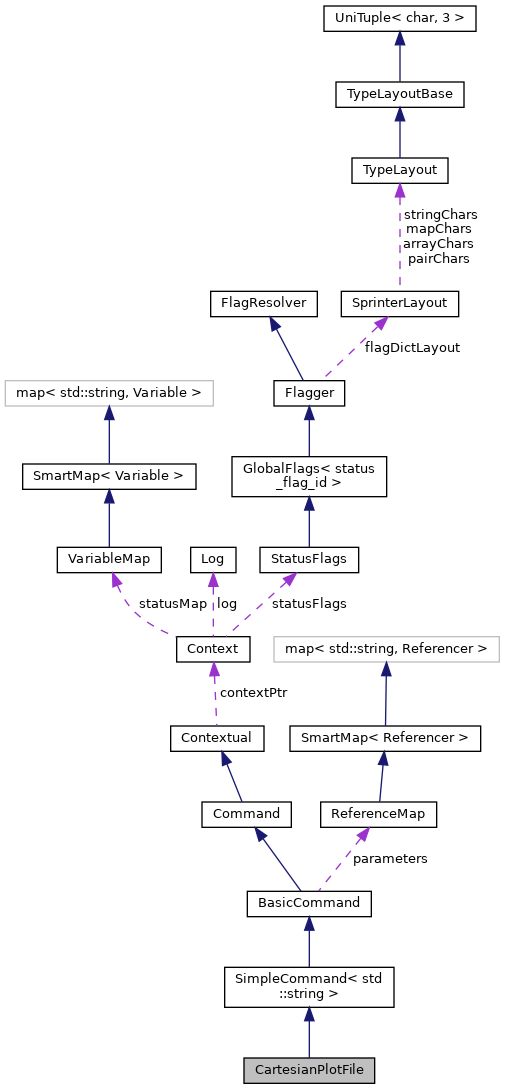 UniTuple< char, 3 >
TypeLayoutBase
TypeLayout
stringChars
mapChars
arrayChars
pairChars
FlagResolver
SprinterLayout
flagDictLayout
map< std::string, Variable >
Flagger
SmartMap< Variable >
GlobalFlags< status
_flag_id >
VariableMap
Log
StatusFlags
statusMap
log
statusFlags
Context
map< std::string, Referencer >
contextPtr
Contextual
SmartMap< Referencer >
Command
ReferenceMap
parameters
BasicCommand
SimpleCommand< std
::string >
CartesianPlotFile